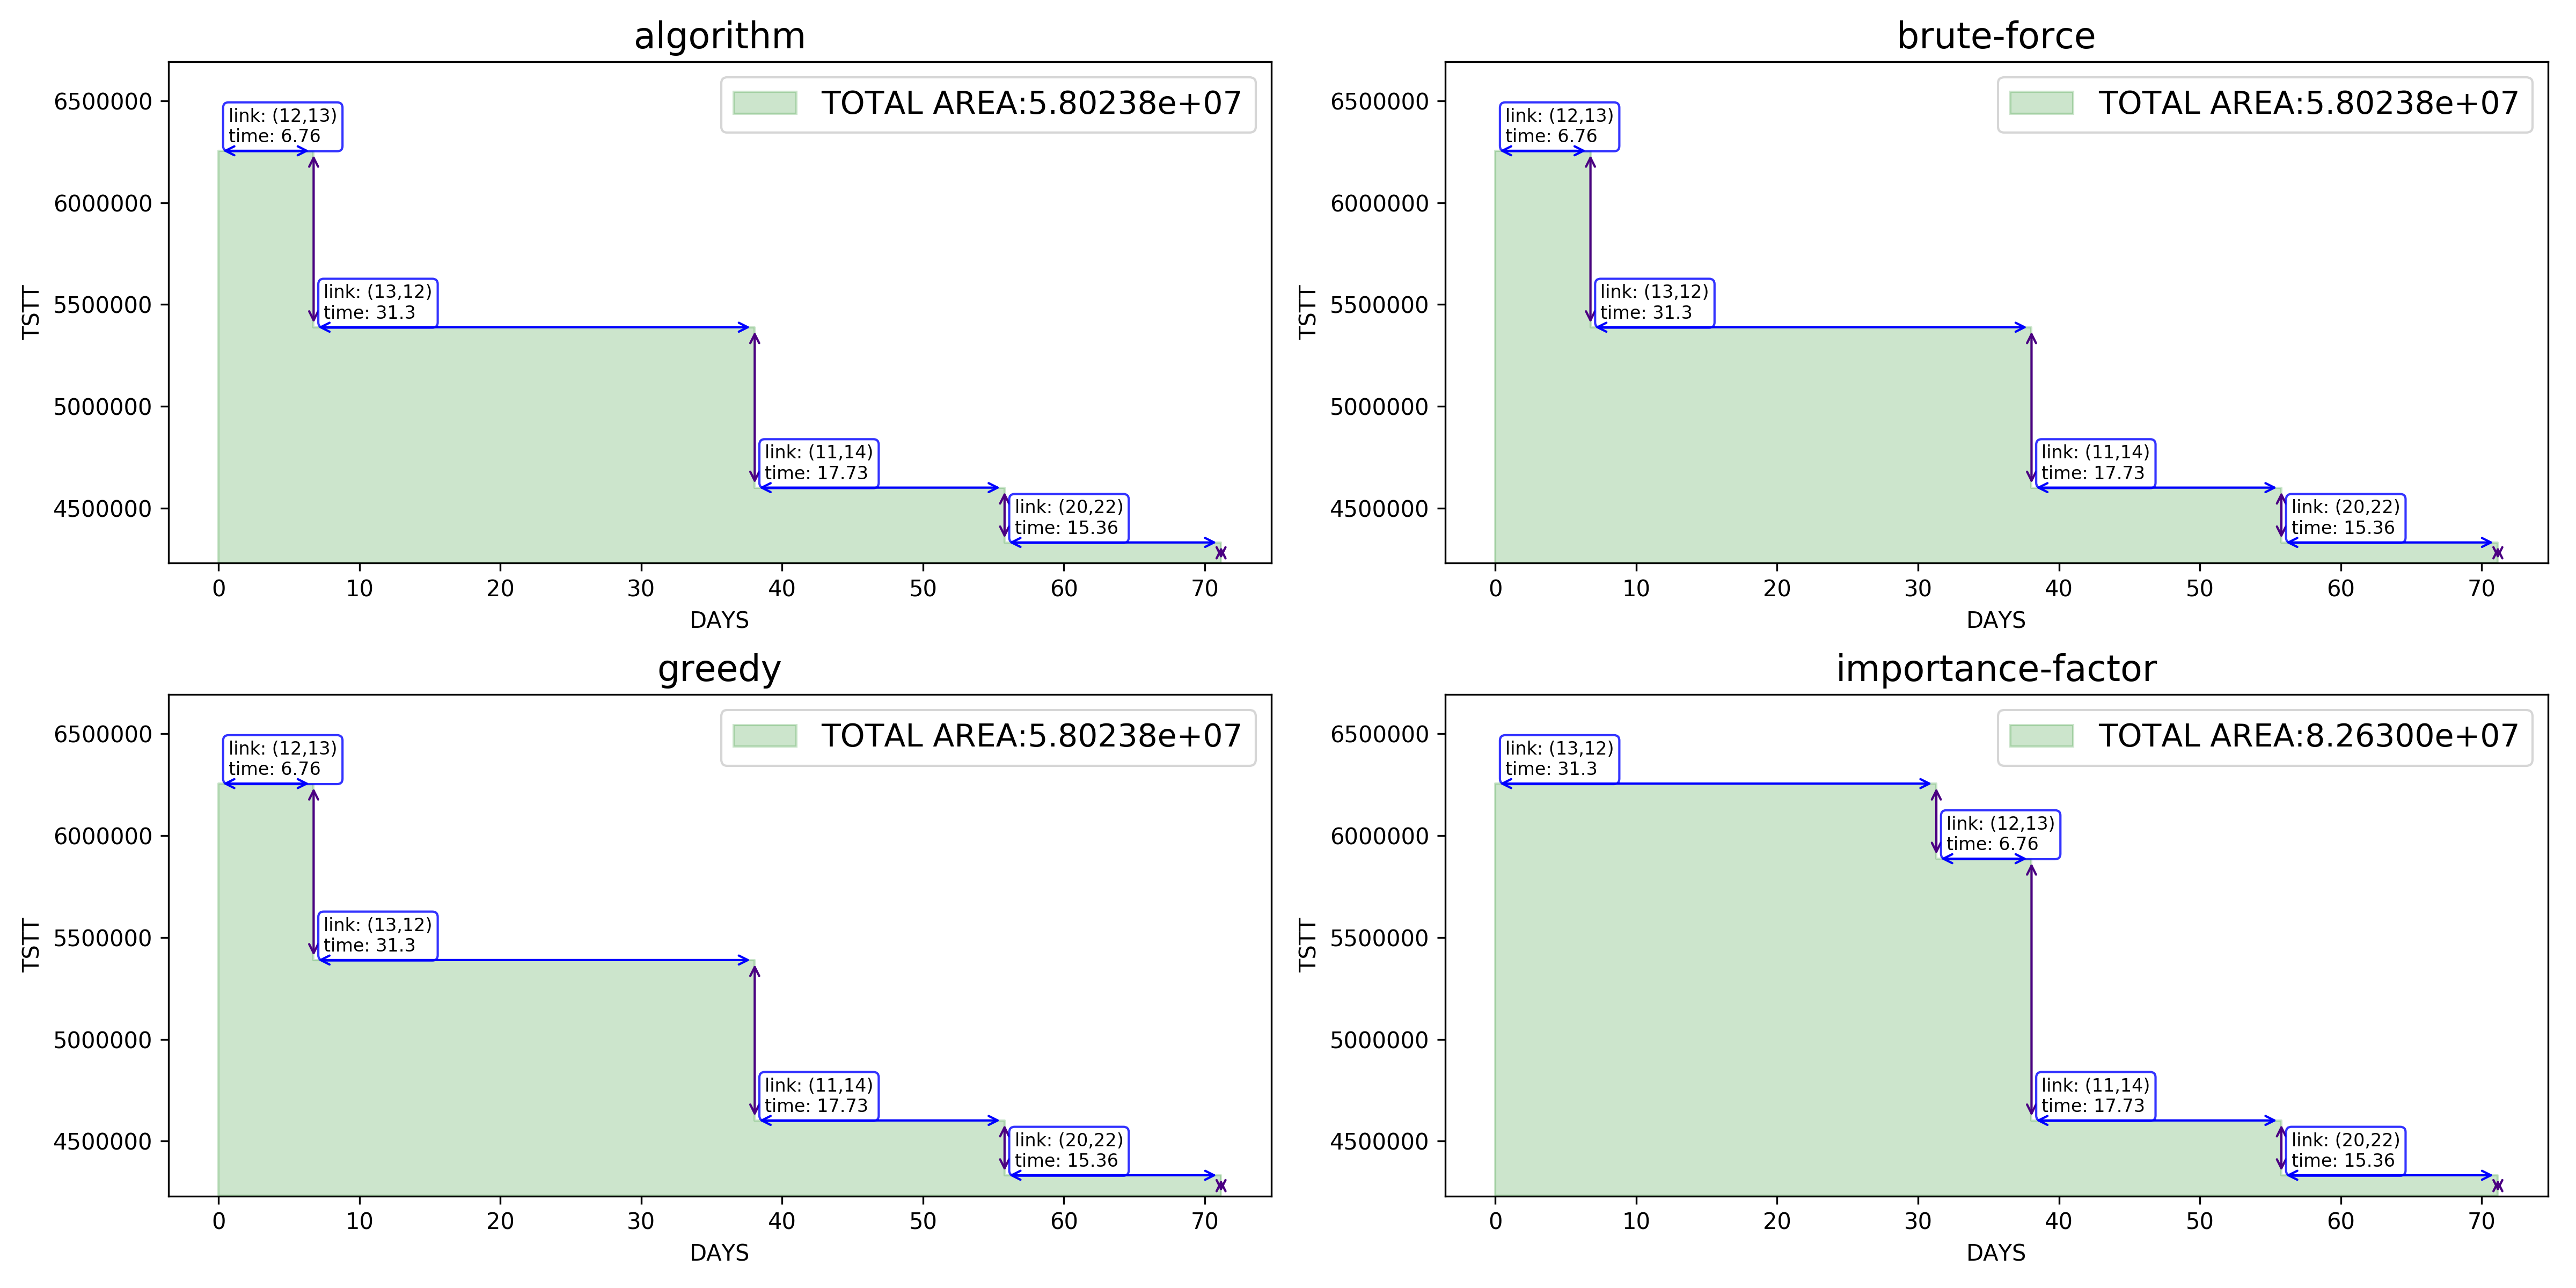 algorithm
TOTAL AREA:5.80238e+07
link: (12,13)
time: 6.76
link: (13,12)
time: 31.3
link: (11,14)
time: 17.73
link: (20,22)
time: 15.36
6500000
6000000
5500000
5000000
4500000
TSTT
0 10 20 30 40 50 60 70
DAYS
brute-force
TOTAL AREA:5.80238e+07
link: (12,13)
time: 6.76
link: (13,12)
time: 31.3
link: (11,14)
time: 17.73
link: (20,22)
time: 15.36
6500000
6000000
5500000
5000000
4500000
TSTT
0 10 20 30 40 50 60 70
DAYS
greedy
TOTAL AREA:5.80238e+07
link: (12,13)
time: 6.76
link: (13,12)
time: 31.3
link: (11,14)
time: 17.73
link: (20,22)
time: 15.36
6500000
6000000
5500000
5000000
4500000
TSTT
0 10 20 30 40 50 60 70
DAYS
importance-factor
TOTAL AREA:8.26300e+07
link: (13,12)
time: 31.3
link: (12,13)
time: 6.76
link: (11,14)
time: 17.73
link: (20,22)
time: 15.36
6500000
6000000
5500000
5000000
4500000
TSTT
0 10 20 30 40 50 60 70
DAYS